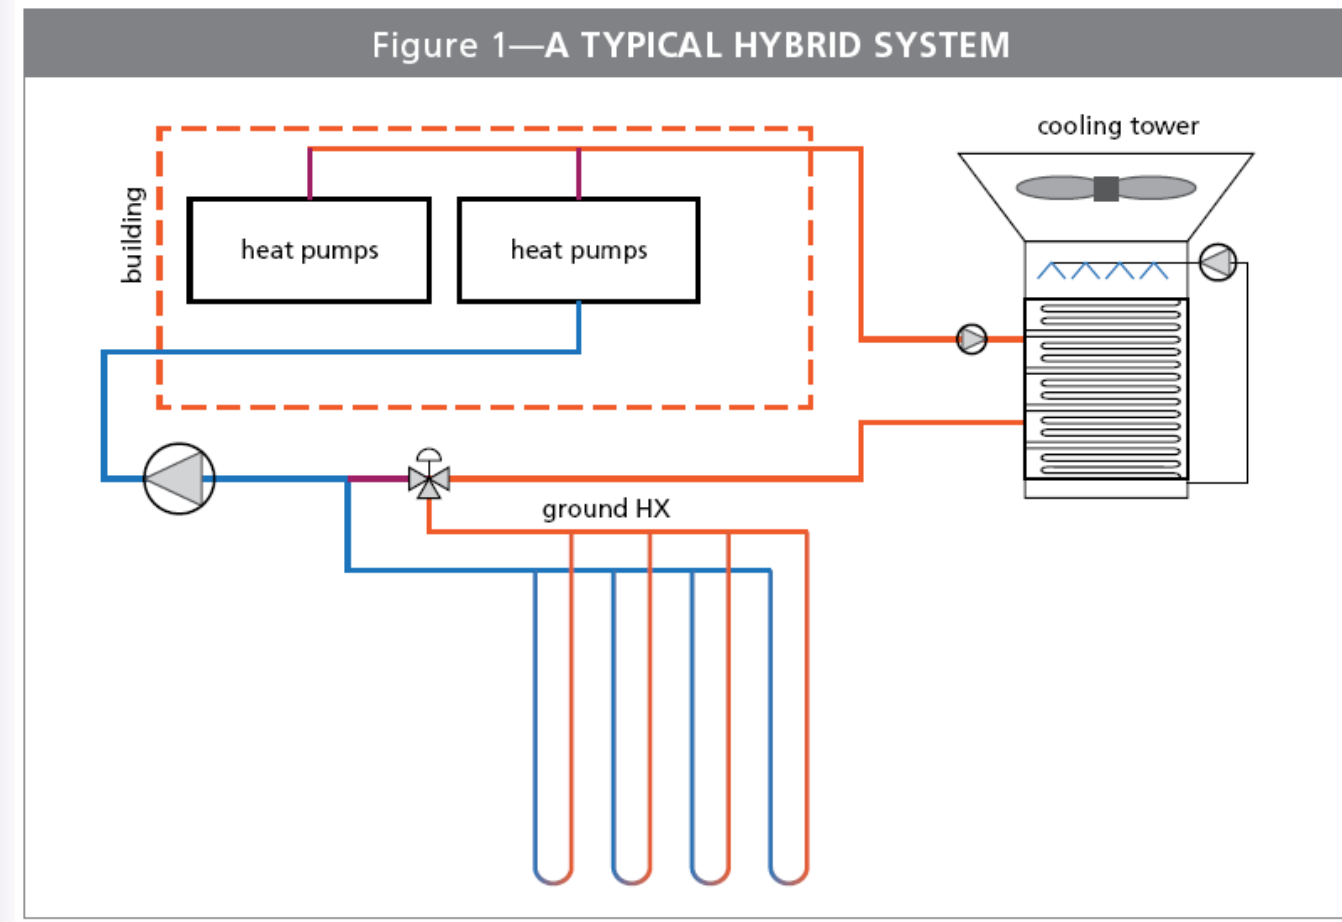 Figure 1—A TYPICAL HYBRID SYSTEM
cooling tower
building
heat pumps
heat pumps
ground HX